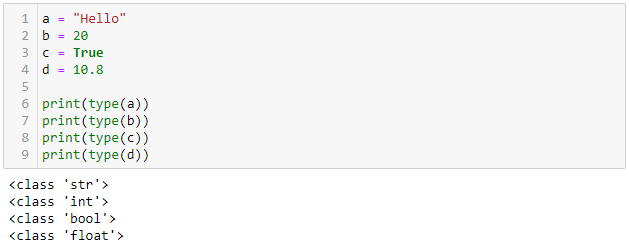 1 a = "Hello"
2 b = 20
3 c = True
4 d = 10.8
5
6 print(type(a))
7 print(type(b))
8 print(type(c))
9 print(type(d))
<class 'str'>
<class 'int'>
<class 'bool'>
<class 'float'>